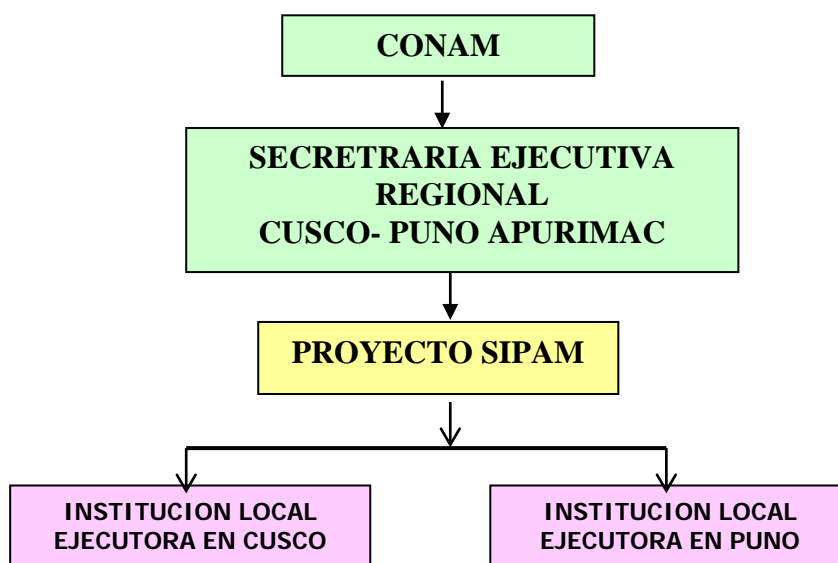 CONAM
SECRETRARIA EJECUTIVA
REGIONAL
CUSCO- PUNO APURIMAC
PROYECTO SIPAM
INSTITUCION LOCAL
EJECUTORA EN CUSCO
INSTITUCION LOCAL
EJECUTORA EN PUNO